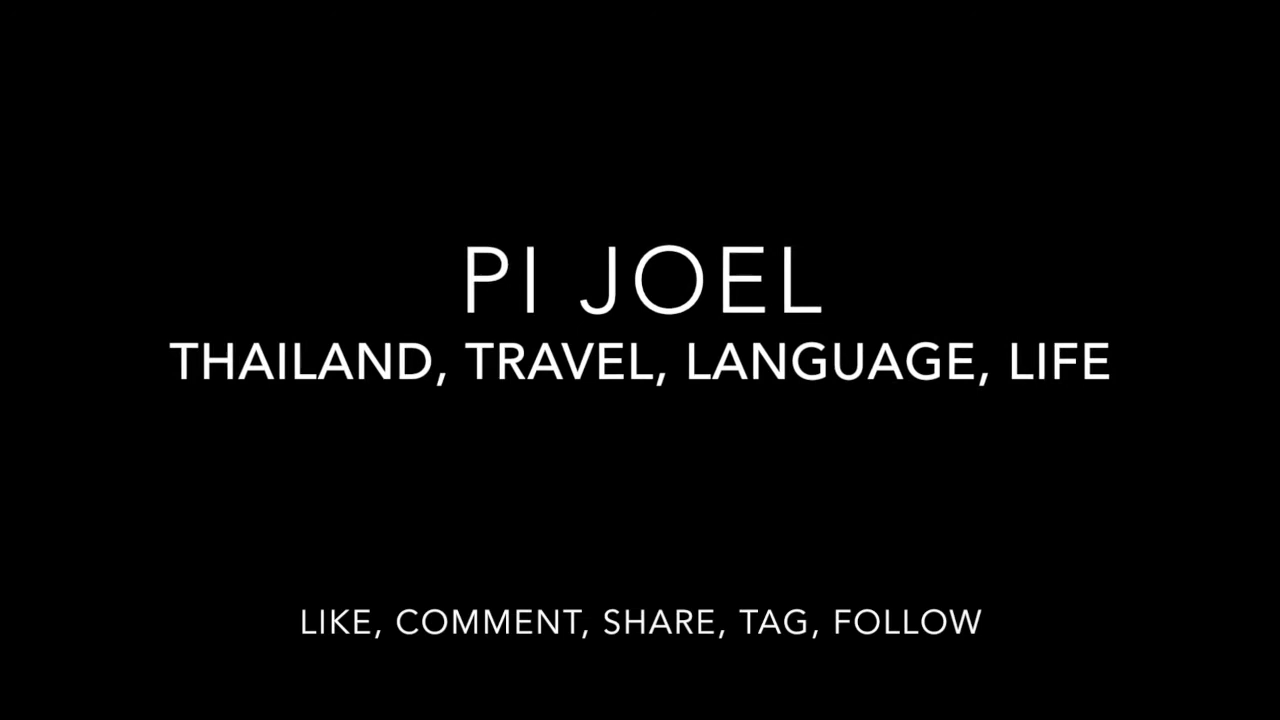 PI JOEL
THAILAND, TRAVEL, LANGUAGE, LIFE
LIKE, COMMENT, SHARE, TAG, FOLLOW